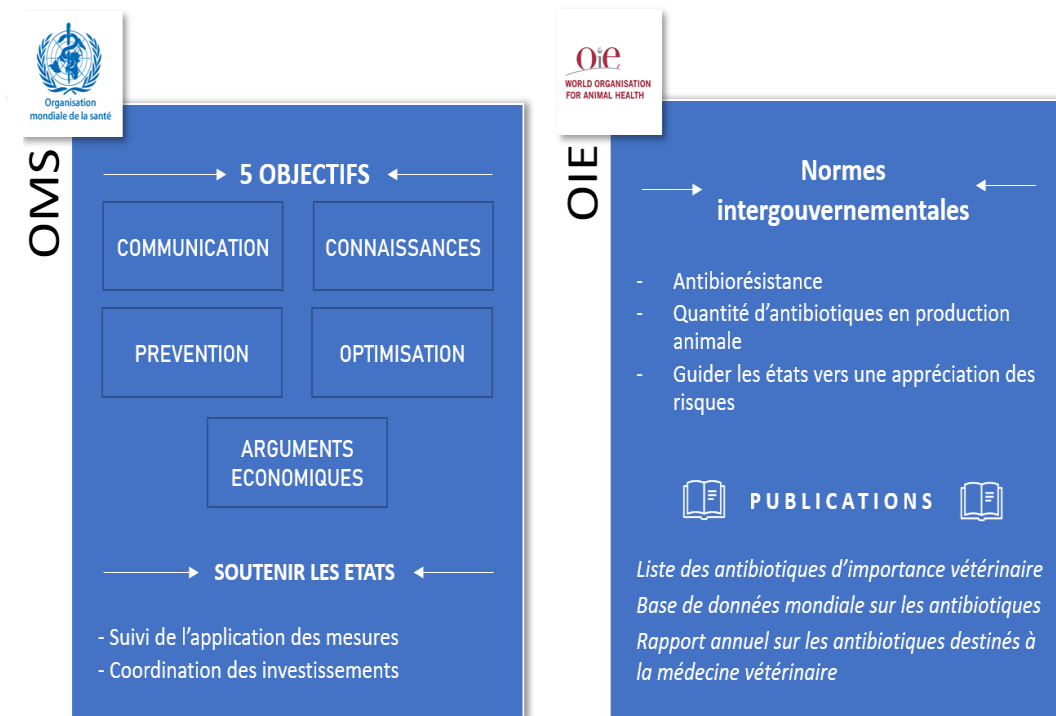 Organisation
mondiale de la santé
OMS
5 OBJECTIFS
COMMUNICATION
CONNAISSANCES
PREVENTION
OPTIMISATION
ARGUMENTS
ECONOMIQUES
SOUTENIR LES ETATS
- Suivi de l'application des mesures
- Coordination des investissements
OiE
WORLD ORGANISATION
FOR ANIMAL HEALTH
OIE
Normes
intergouvernementales
- Antibiorésistance
- Quantité d'antibiotiques en production
animale
- Guider les états vers une appréciation des
risques
PUBLICATIONS
Liste des antibiotiques d'importance vétérinaire
Base de données mondiale sur les antibiotiques
Rapport annuel sur les antibiotiques destinés à
la médecine vétérinaire